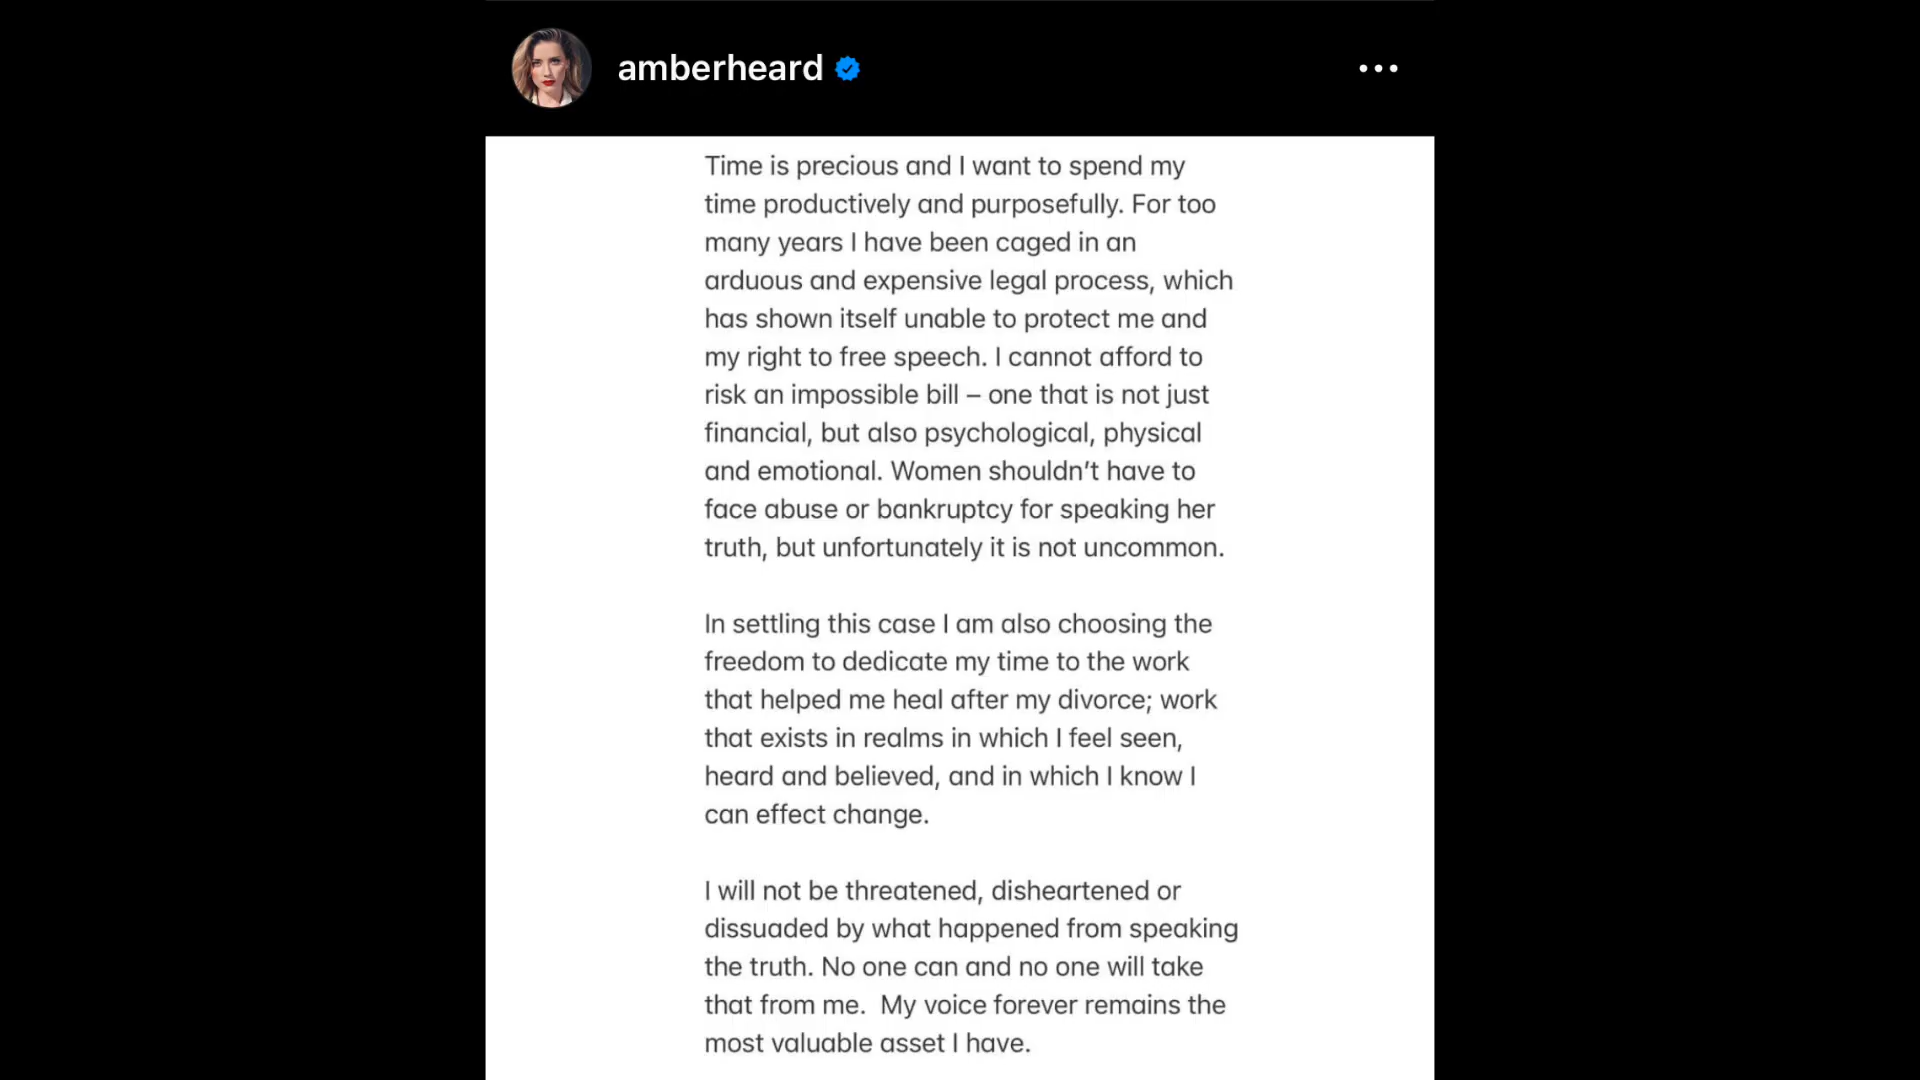 amberheard
Time is precious and I want to spend my
time productively and purposefully. For too
many years I have been caged in an
arduous and expensive legal process, which
has shown itself unable to protect me and
my right to free speech. I cannot afford to
risk an impossible bill – one that is not just
financial, but also psychological, physical
and emotional. Women shouldn’t have to
face abuse or bankruptcy for speaking her
truth, but unfortunately it is not uncommon.
In settling this case I am also choosing the
freedom to dedicate my time to the work
that helped me heal after my divorce; work
that exists in realms in which I feel seen,
heard and believed, and in which I know I
can effect change.
I will not be threatened, disheartened or
dissuaded by what happened from speaking
the truth. No one can and no one will take
that from me.  My voice forever remains the
most valuable asset I have.